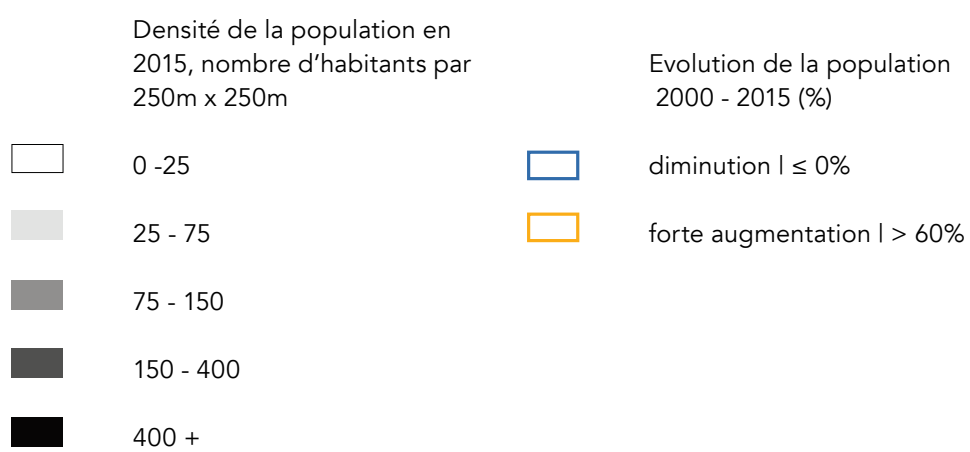 Densité de la population en
2015, nombre d'habitants par
250m x 250m
0 -25
25 - 75
75 - 150
150 - 400
400 +
Evolution de la population
2000 - 2015 (%)
diminution | ≤ 0%
forte augmentation | > 60%